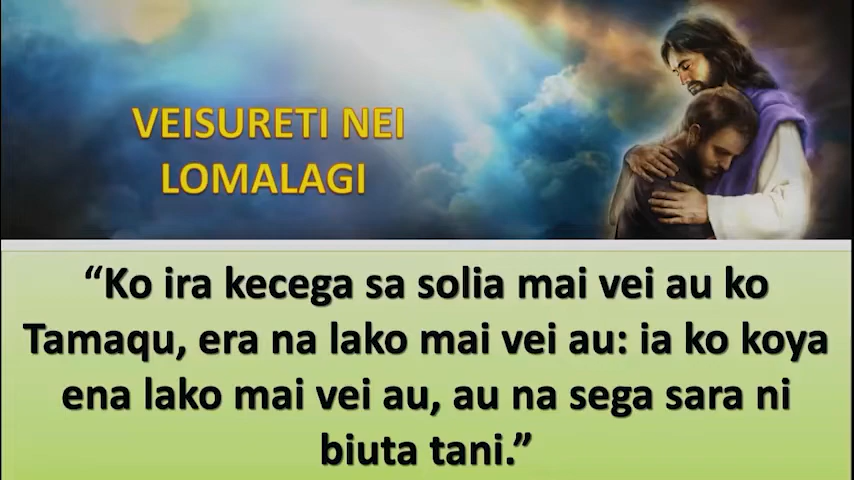 VEISURETI NEI
LOMALAGI
“Ko ira kecega sa solia mai vei au ko
Tamaqu, era na lako mai vei au: ia ko koya
ena lako mai vei au, au na sega sara ni
biuta tani.”